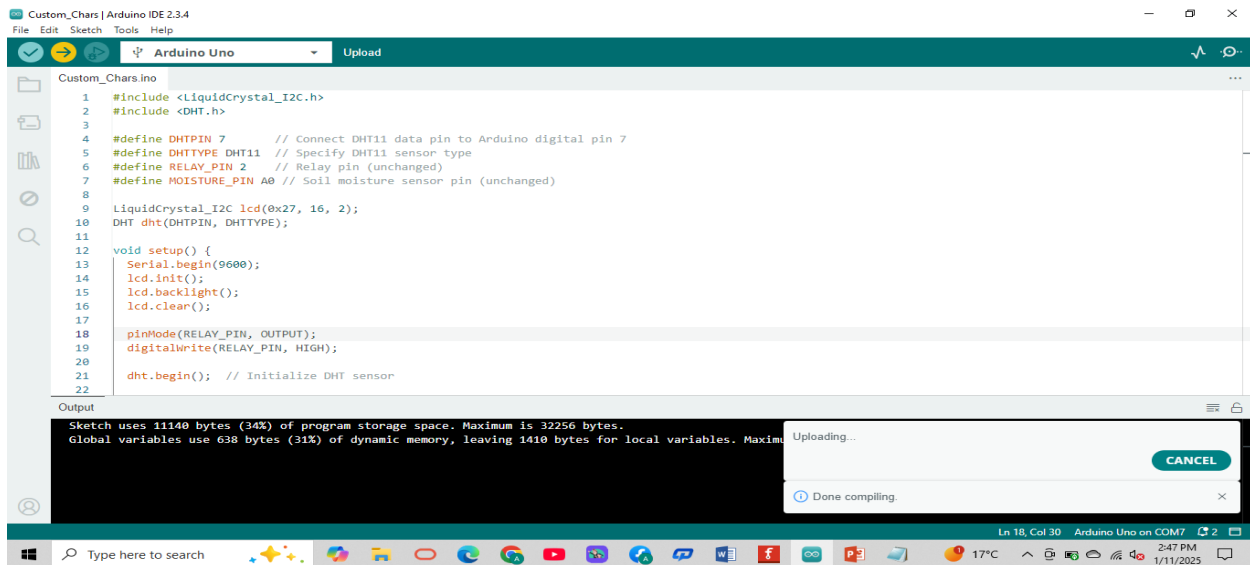 Custom_Chars | Arduino IDE 2.3.4
File Edit Sketch Tools Help
Arduino Uno
Upload
Custom_Chars.ino
1 #include <LiquidCrystal_I2C.h>
2 #include <DHT.h>
3
4 #define DHTPIN 7 // Connect DHT11 data pin to Arduino digital pin 7
5 #define DHTTYPE DHT11 // Specify DHT11 sensor type
6 #define RELAY_PIN 2 // Relay pin (unchanged)
7 #define MOISTURE_PIN A0 // Soil moisture sensor pin (unchanged)
8
9 LiquidCrystal_I2C lcd(0x27, 16, 2);
10 DHT dht(DHTPIN, DHTTYPE);
11
12 void setup() {
13 Serial.begin(9600);
14 lcd.init();
15 lcd.backlight();
16 lcd.clear();
17
18 pinMode(RELAY_PIN, OUTPUT);
19 digitalWrite(RELAY_PIN, HIGH);
20
21 dht.begin(); // Initialize DHT sensor
22
Output
Sketch uses 11140 bytes (34%) of program storage space. Maximum is 32256 bytes.
Global variables use 638 bytes (31%) of dynamic memory, leaving 1410 bytes for local variables. Maximu
Uploading...
CANCEL
Done compiling.
Ln 18, Col 30 Arduino Uno on COM7 2
Type here to search
17°C
2:47 PM
1/11/2025